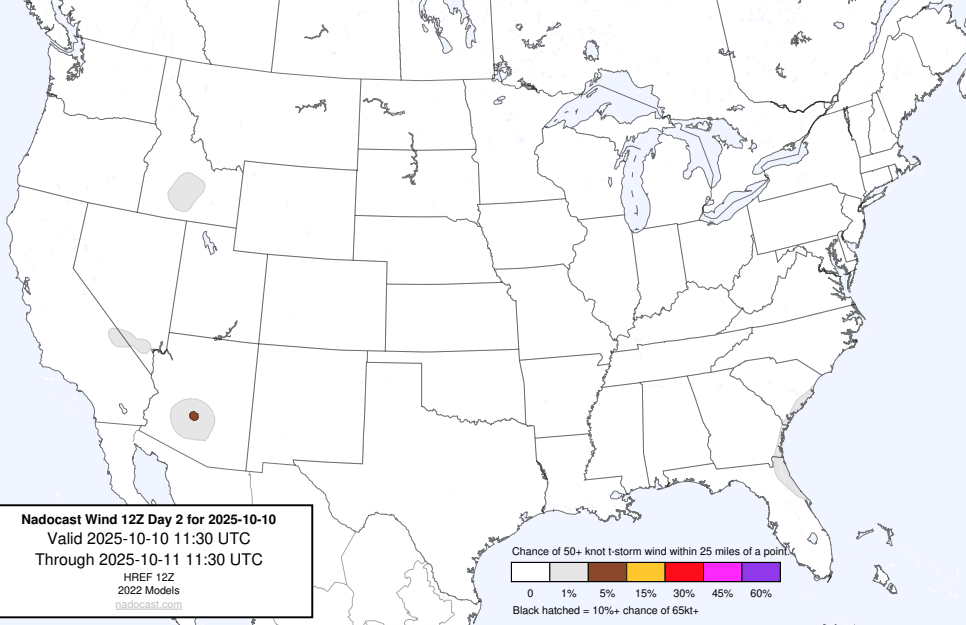 Nadocast Wind 12Z Day 2 for 2025-10-10
Valid 2025-10-10 11:30 UTC
Through 2025-10-11 11:30 UTC
HREF 12Z
2022 Models
nadocast.com
Chance of 50+ knot t-storm wind within 25 miles of a point.
0 1% 5% 15% 30% 45% 60%
Black hatched = 10%+ chance of 65kt+